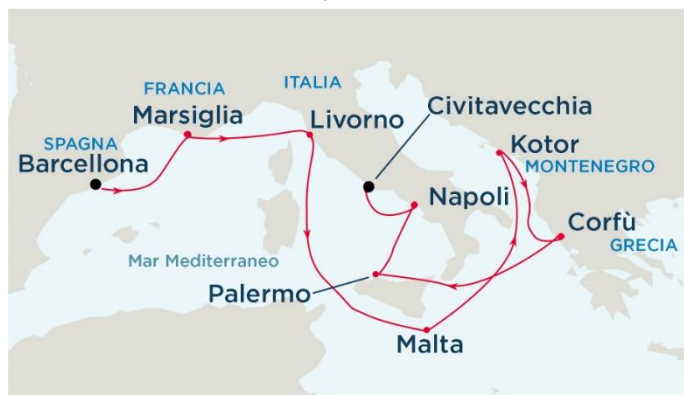 FRANCIA
ITALIA
Marsiglia
Livorno
Civitavecchia
SPAGNA
Barcellona
Kotor
MONTENEGRO
Napoli
Corfù
GRECIA
Mar Mediterraneo
Palermo
Malta